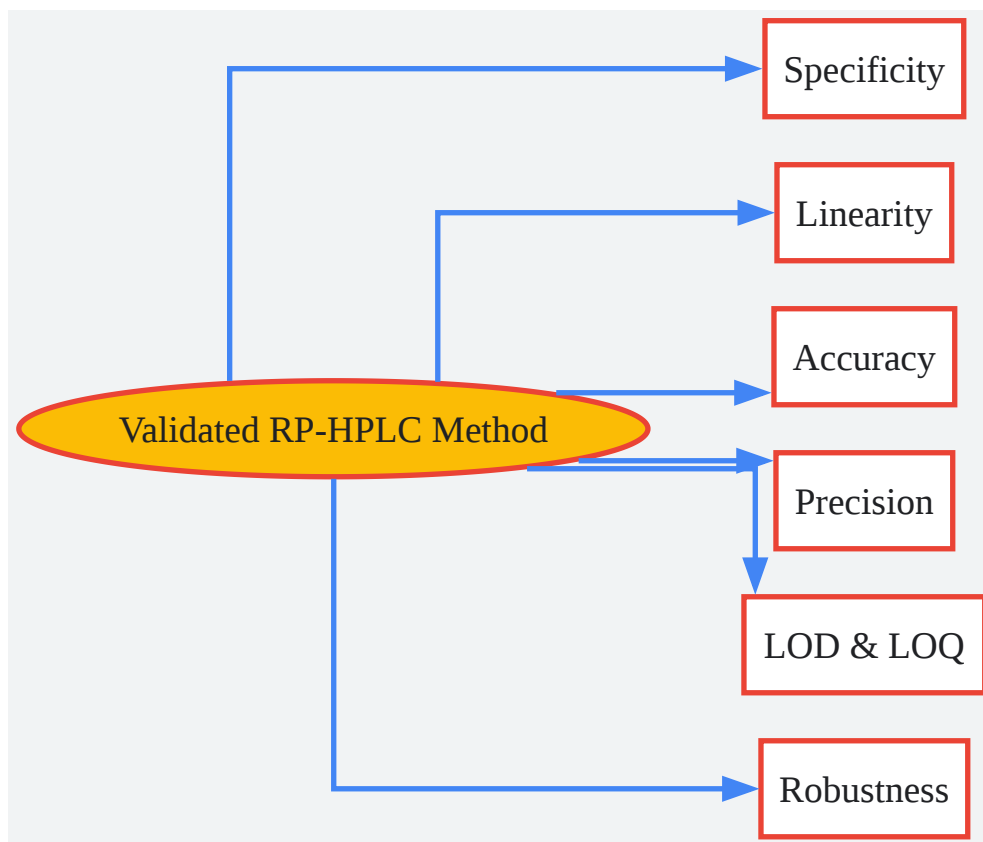 Specificity
Linearity
Accuracy
Validated RP-HPLC Method
Precision
LOD & LOQ
Robustness